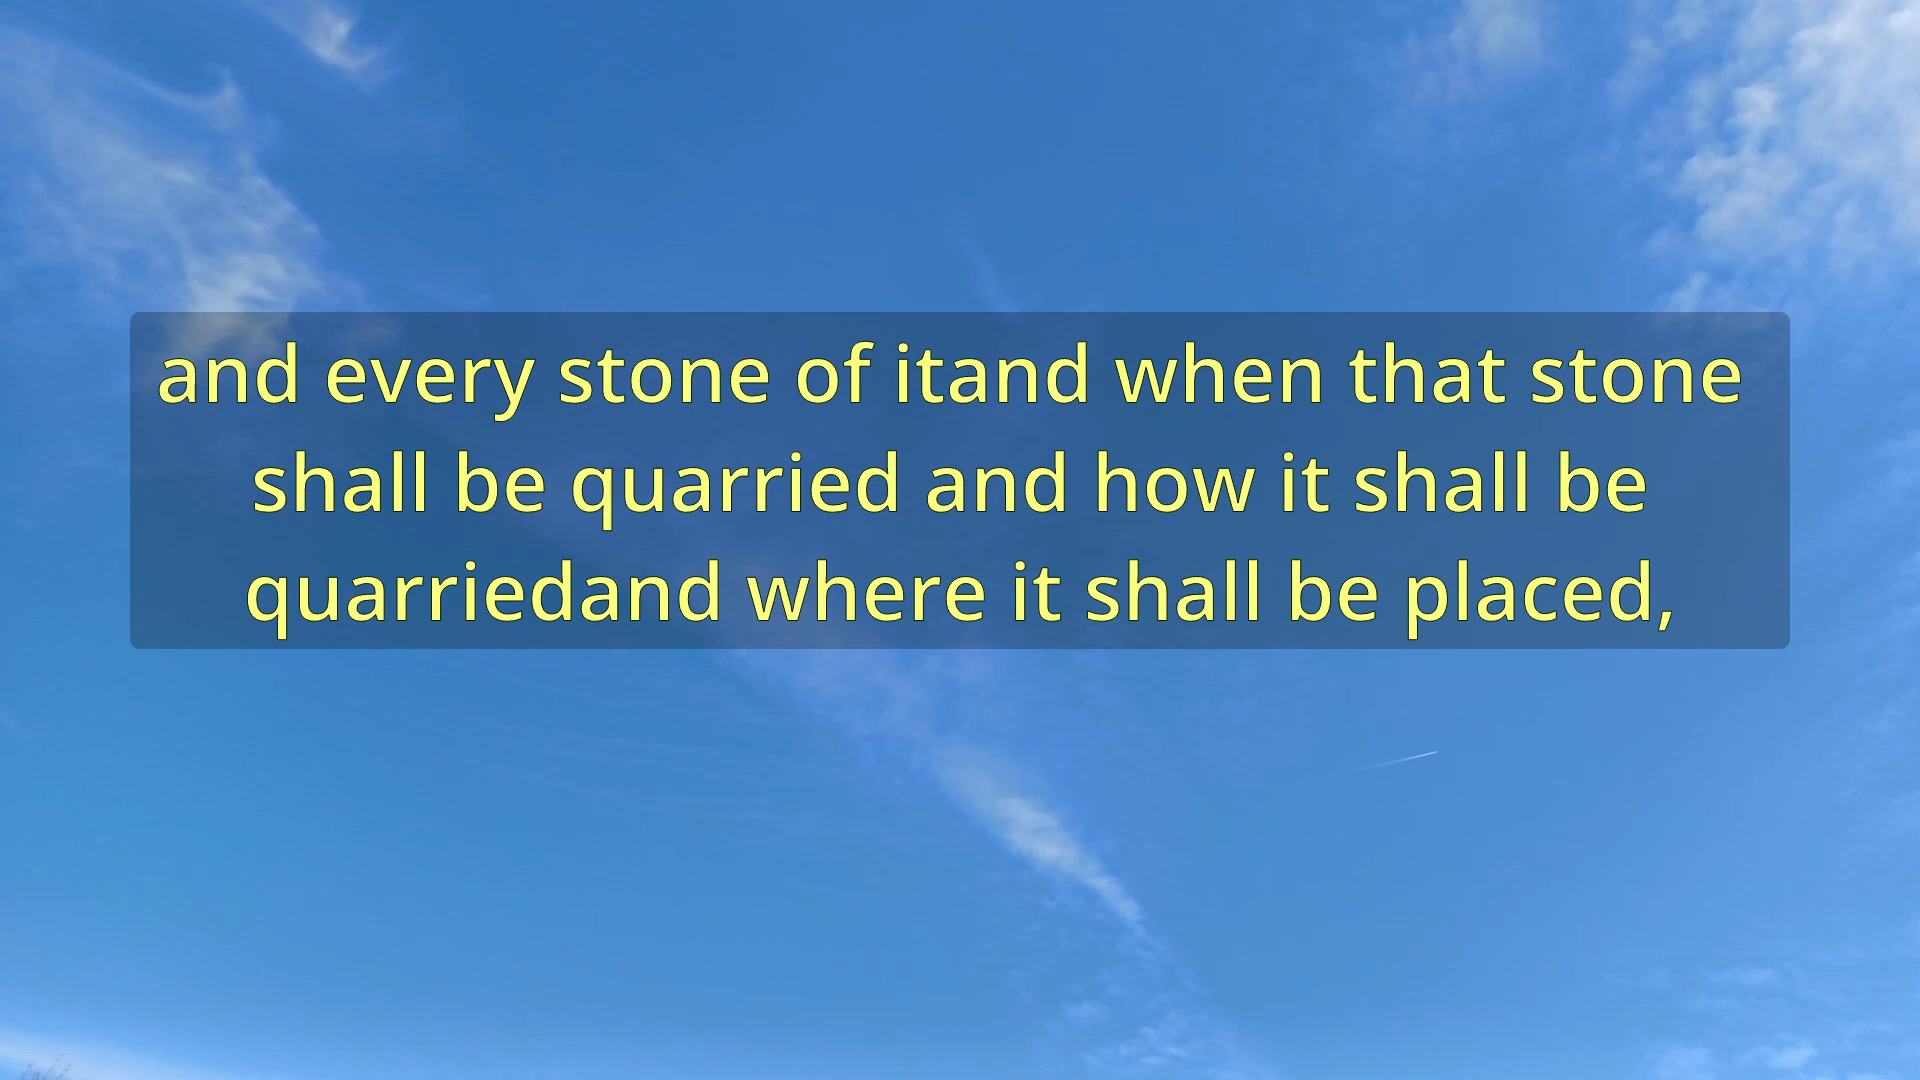 and every stone of itand when that stone
shall be quarried and how it shall be
quarriedand where it shall be placed,